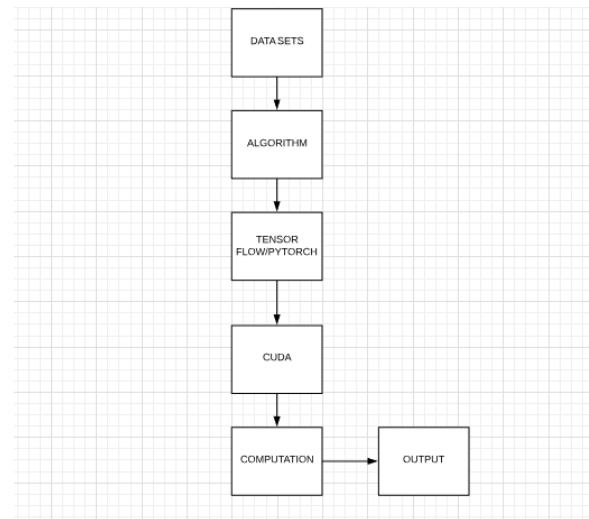 DATA SETS
ALGORITHM
TENSOR
FLOW/PYTORCH
CUDA
COMPUTATION
OUTPUT